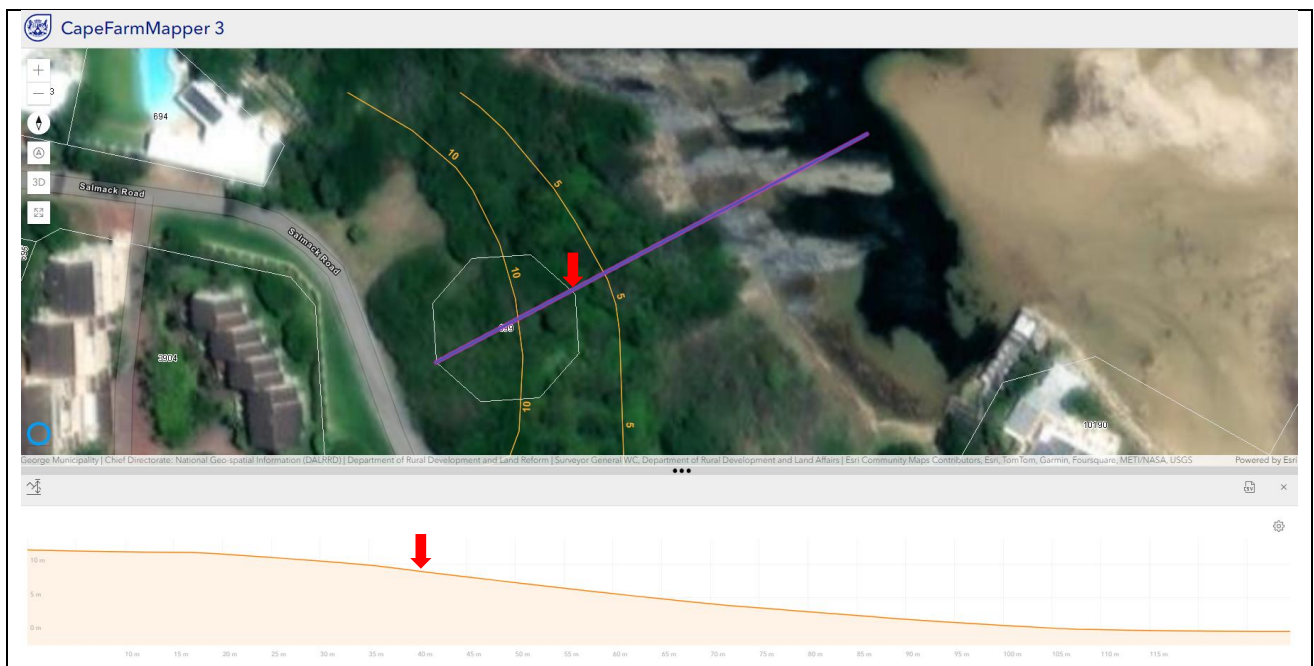 CapeFarmMapper 3
3
694
A
3D
Salmack Road
Salmack Road
10
5
10
5
10
5
3904
10190
George Municipality | Chief Directorate: National Geo-spatial Information (DALRRD) | Department of Rural Development and Land Reform | Surveyor General WC, Department of Rural Development and Land Affairs | Esri Community Maps Contributors, Esri, TomTom, Garmin, Foursquare, METI/NASA, USGS
Powered by Esri
CSV
10 m
5 m
0 m
10 m 15 m 20 m 25 m 30 m 35 m 40 m 45 m 50 m 55 m 60 m 65 m 70 m 75 m 80 m 85 m 90 m 95 m 100 m 105 m 110 m 115 m